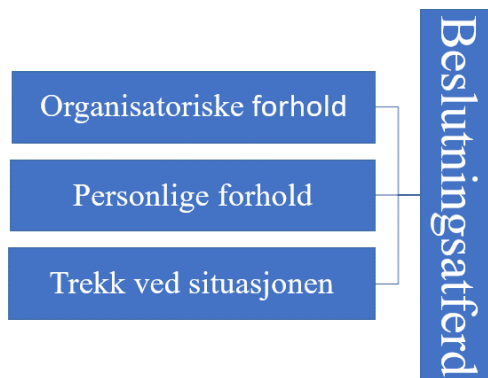 Organisatoriske forhold
Personlige forhold
Trekk ved situasjonen
Beslutningsatferd